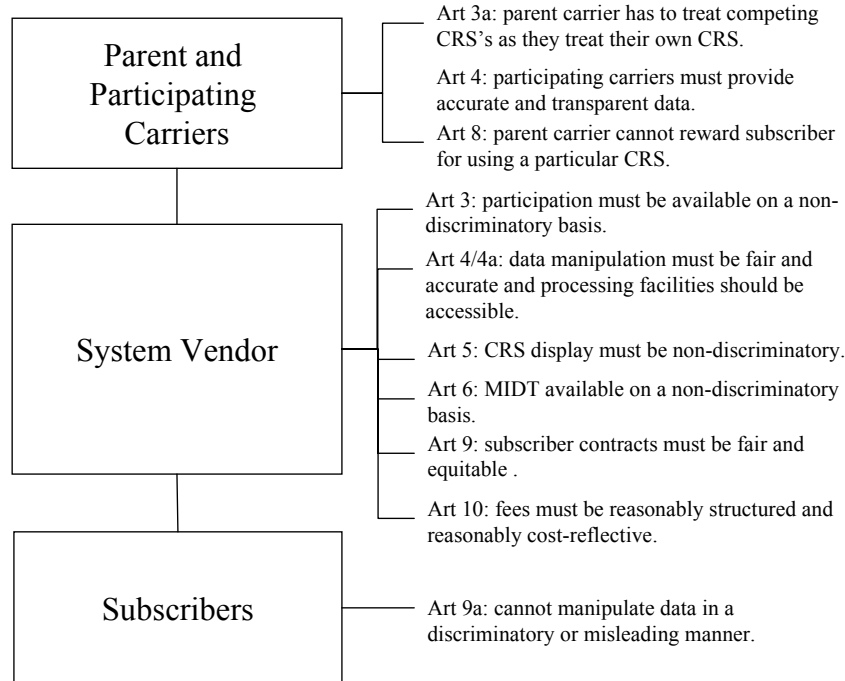 Parent and
Participating
Carriers
Art 3a: parent carrier has to treat competing
CRS’s as they treat their own CRS.
Art 4: participating carriers must provide
accurate and transparent data.
Art 8: parent carrier cannot reward subscriber
for using a particular CRS.
System Vendor
Art 3: participation must be available on a non-
discriminatory basis.
Art 4/4a: data manipulation must be fair and
accurate and processing facilities should be
accessible.
Art 5: CRS display must be non-discriminatory.
Art 6: MIDT available on a non-discriminatory
basis.
Art 9: subscriber contracts must be fair and
equitable .
Art 10: fees must be reasonably structured and
reasonably cost-reflective.
Subscribers
Art 9a: cannot manipulate data in a
discriminatory or misleading manner.